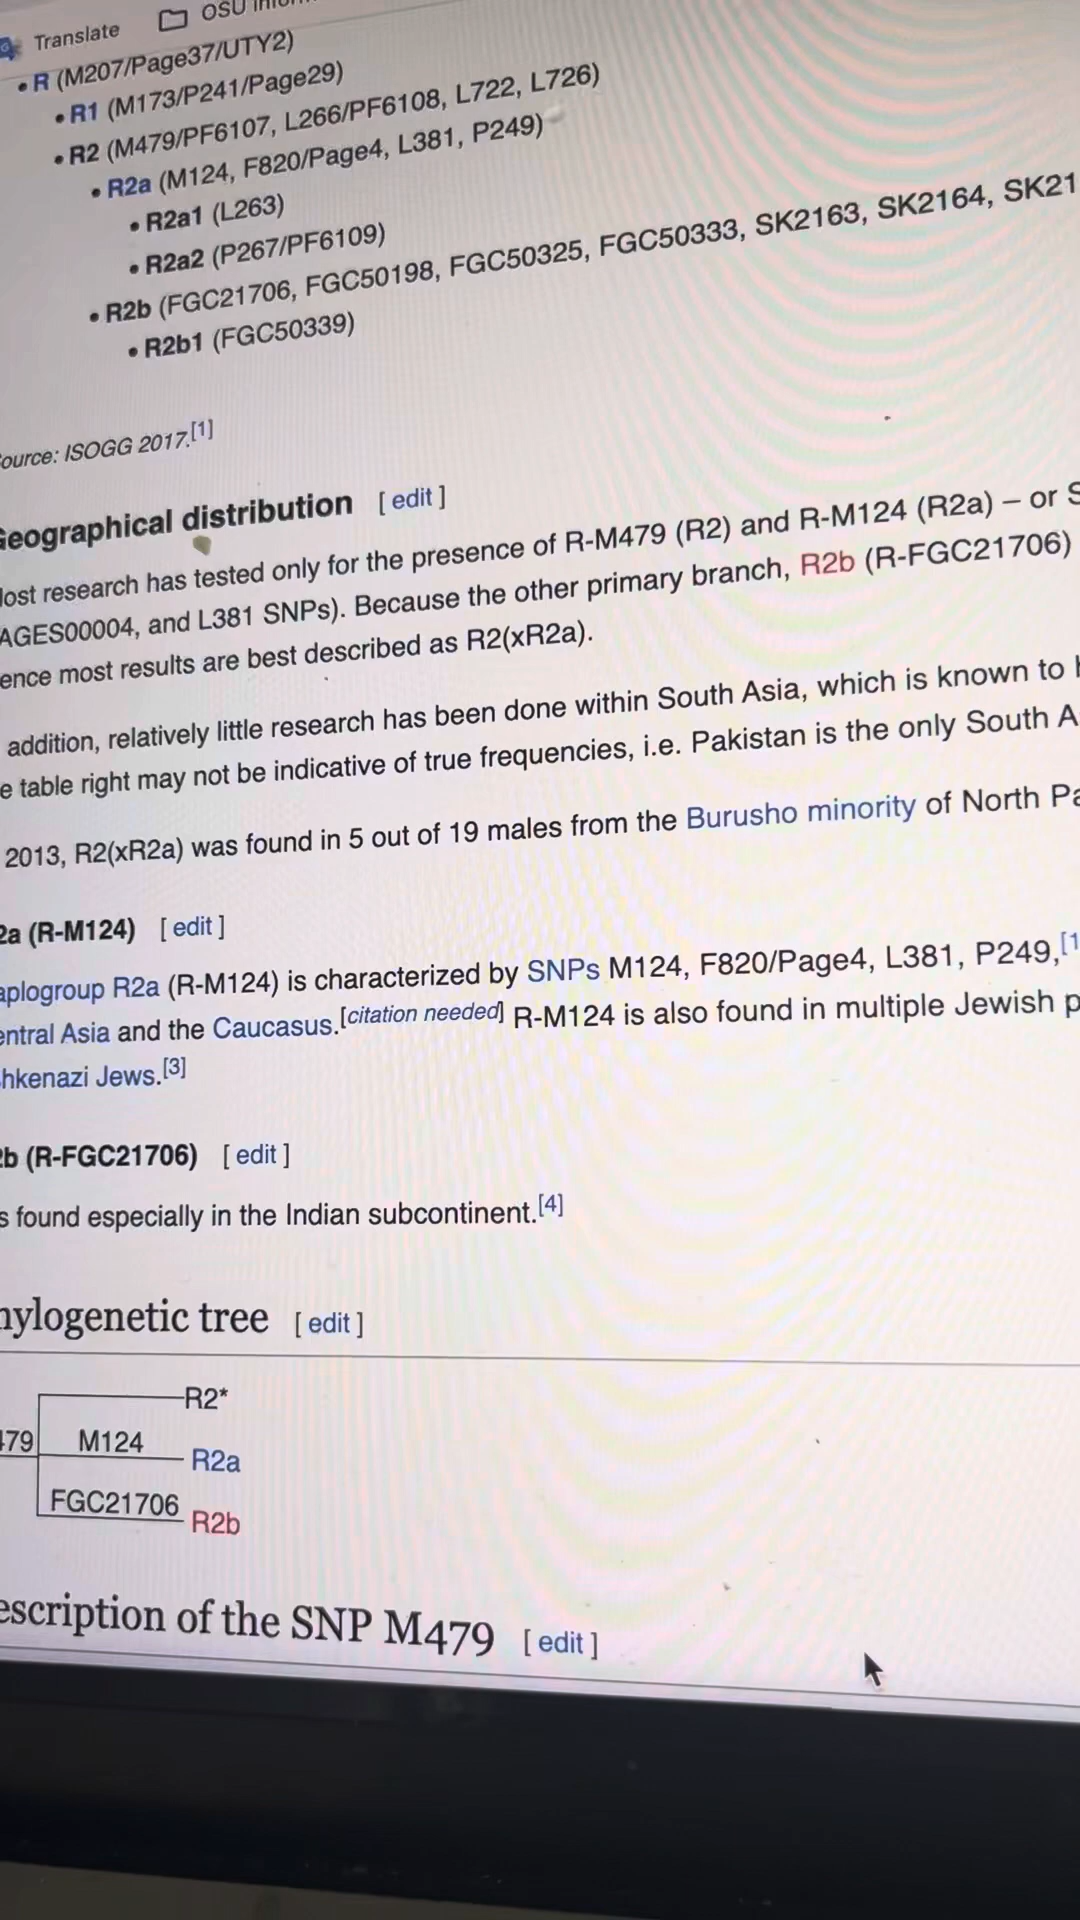 Translate OSU
• R (M207/Page37/UTY2)
• R1 (M173/P241/Page29)
• R2 (M479/PF6107, L266/PF6108, L722, L726)
• R2a (M124, F820/Page4, L381, P249)
• R2a1 (L263)
• R2a2 (P267/PF6109)
• R2b (FGC21706, FGC50198, FGC50325, FGC50333, SK2163, SK2164, SK21
• R2b1 (FGC50339)
ource: ISOGG 2017.[1]
Geographical distribution [ edit ]
ost research has tested only for the presence of R-M479 (R2) and R-M124 (R2a) – or S
AGES00004, and L381 SNPs). Because the other primary branch, R2b (R-FGC21706)
ence most results are best described as R2(xR2a).
addition, relatively little research has been done within South Asia, which is known to h
e table right may not be indicative of true frequencies, i.e. Pakistan is the only South A
2013, R2(xR2a) was found in 5 out of 19 males from the Burusho minority of North Pa
2a (R-M124) [ edit ]
aplogroup R2a (R-M124) is characterized by SNPs M124, F820/Page4, L381, P249,[1
entral Asia and the Caucasus.[citation needed] R-M124 is also found in multiple Jewish p
hkenazi Jews.[3]
2b (R-FGC21706) [ edit ]
s found especially in the Indian subcontinent.[4]
hylogenetic tree [ edit ]
R2*
479 M124 R2a
FGC21706 R2b
escription of the SNP M479 [ edit ]